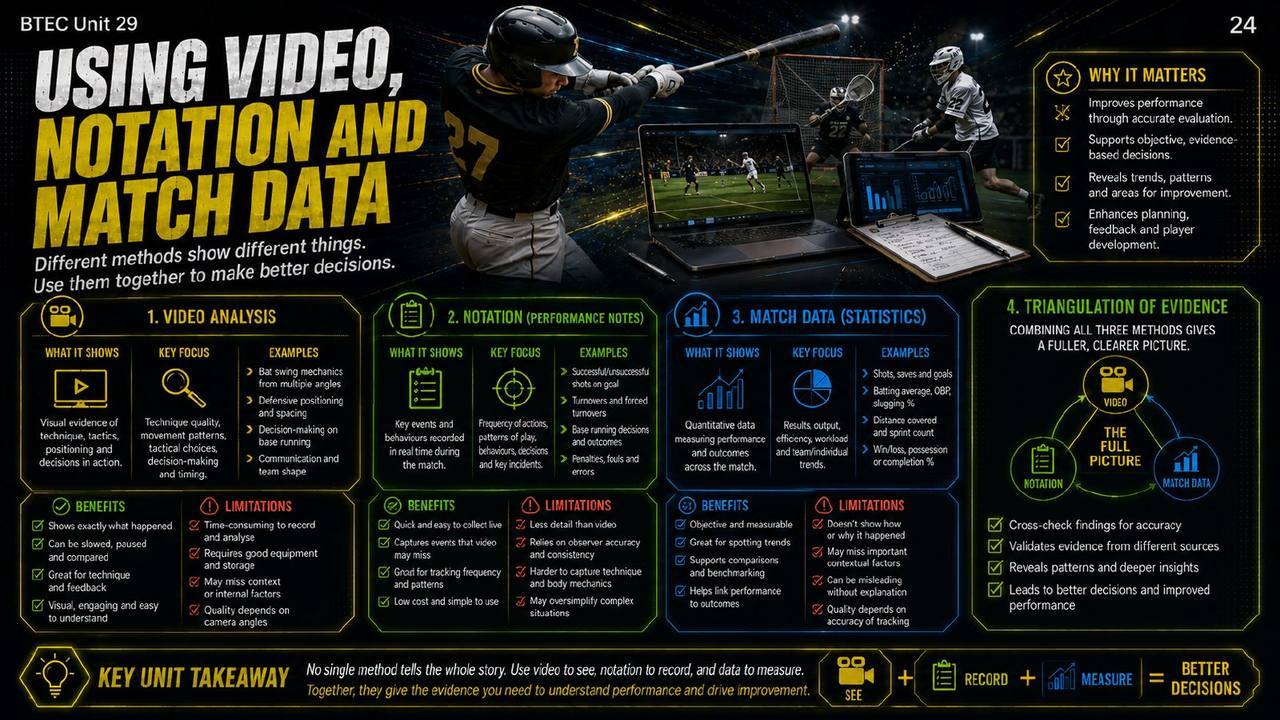 BTEC Unit 29
24
USING VIDEO,
NOTATION AND
MATCH DATA
Different methods show different things.
Use them together to make better decisions.
27
22
22
WHY IT MATTERS
Improves performance
through accurate evaluation.
Supports objective, evidence-
based decisions.
Reveals trends, patterns
and areas for improvement.
Enhances planning,
feedback and player
development.
1. VIDEO ANALYSIS
WHAT IT SHOWS
Visual evidence of
technique, tactics,
positioning and
decisions in action.
KEY FOCUS
Technique quality,
movement patterns,
tactical choices,
decision-making
and timing.
EXAMPLES
Bat swing mechanics
from multiple angles
Defensive positioning
and spacing
Decision-making on
base running
Communication and
team shape
BENEFITS
Shows exactly what happened
Can be slowed, paused
and compared
Great for technique
and feedback
Visual, engaging and easy
to understand
LIMITATIONS
Time-consuming to record
and analyse
Requires good equipment
and storage
May miss context
or internal factors
Quality depends on
camera angles
2. NOTATION (PERFORMANCE NOTES)
WHAT IT SHOWS
Key events and
behaviours recorded
in real time during
the match.
KEY FOCUS
Frequency of actions,
patterns of play,
behaviours, decisions
and key incidents.
EXAMPLES
Successful/unsuccessful
shots on goal
Turnovers and forced
turnovers
Base running decisions
and outcomes
Penalties, fouls and
errors
BENEFITS
Quick and easy to collect live
Captures events that video
may miss
Great for tracking frequency
and patterns
Low cost and simple to use
LIMITATIONS
Less detail than video
Relies on observer accuracy
and consistency
Harder to capture technique
and body mechanics
May oversimplify complex
situations
3. MATCH DATA (STATISTICS)
WHAT IT SHOWS
Quantitative data
measuring performance
and outcomes
across the match.
KEY FOCUS
Results, output,
efficiency, workload
and team/individual
trends.
EXAMPLES
Shots, saves and goals
Batting average, OBP,
slugging %
Distance covered
and sprint count
Win/loss, possession
or completion %
BENEFITS
Objective and measurable
Great for spotting trends
Supports comparisons
and benchmarking
Helps link performance
to outcomes
LIMITATIONS
Doesn't show how
or why it happened
May miss important
contextual factors
Can be misleading
without explanation
Quality depends on
accuracy of tracking
4. TRIANGULATION OF EVIDENCE
COMBINING ALL THREE METHODS GIVES
A FULLER, CLEARER PICTURE.
VIDEO
THE
FULL
PICTURE
NOTATION
MATCH DATA
Cross-check findings for accuracy
Validates evidence from different sources
Reveals patterns and deeper insights
Leads to better decisions and improved
performance
KEY UNIT TAKEAWAY
No single method tells the whole story. Use video to see, notation to record, and data to measure.
Together, they give the evidence you need to understand performance and drive improvement.
SEE
+
RECORD
+
MEASURE
=
BETTER
DECISIONS